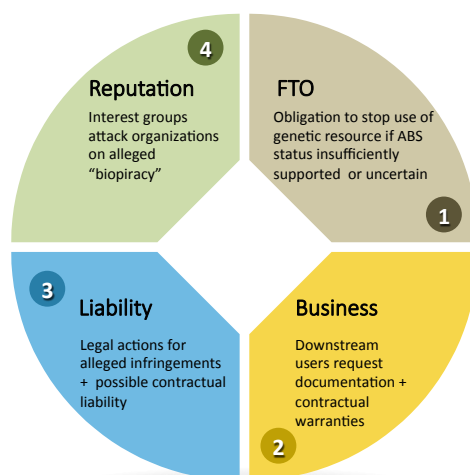 4
Reputation
Interest groups
attack organizations
on alleged
“biopiracy”
FTO
Obligation to stop use of
genetic resource if ABS
status insufficiently
supported or uncertain
1
3
Liability
Legal actions for
alleged infringements
+ possible contractual
liability
Business
Downstream
users request
documentation +
contractual
warranties
2